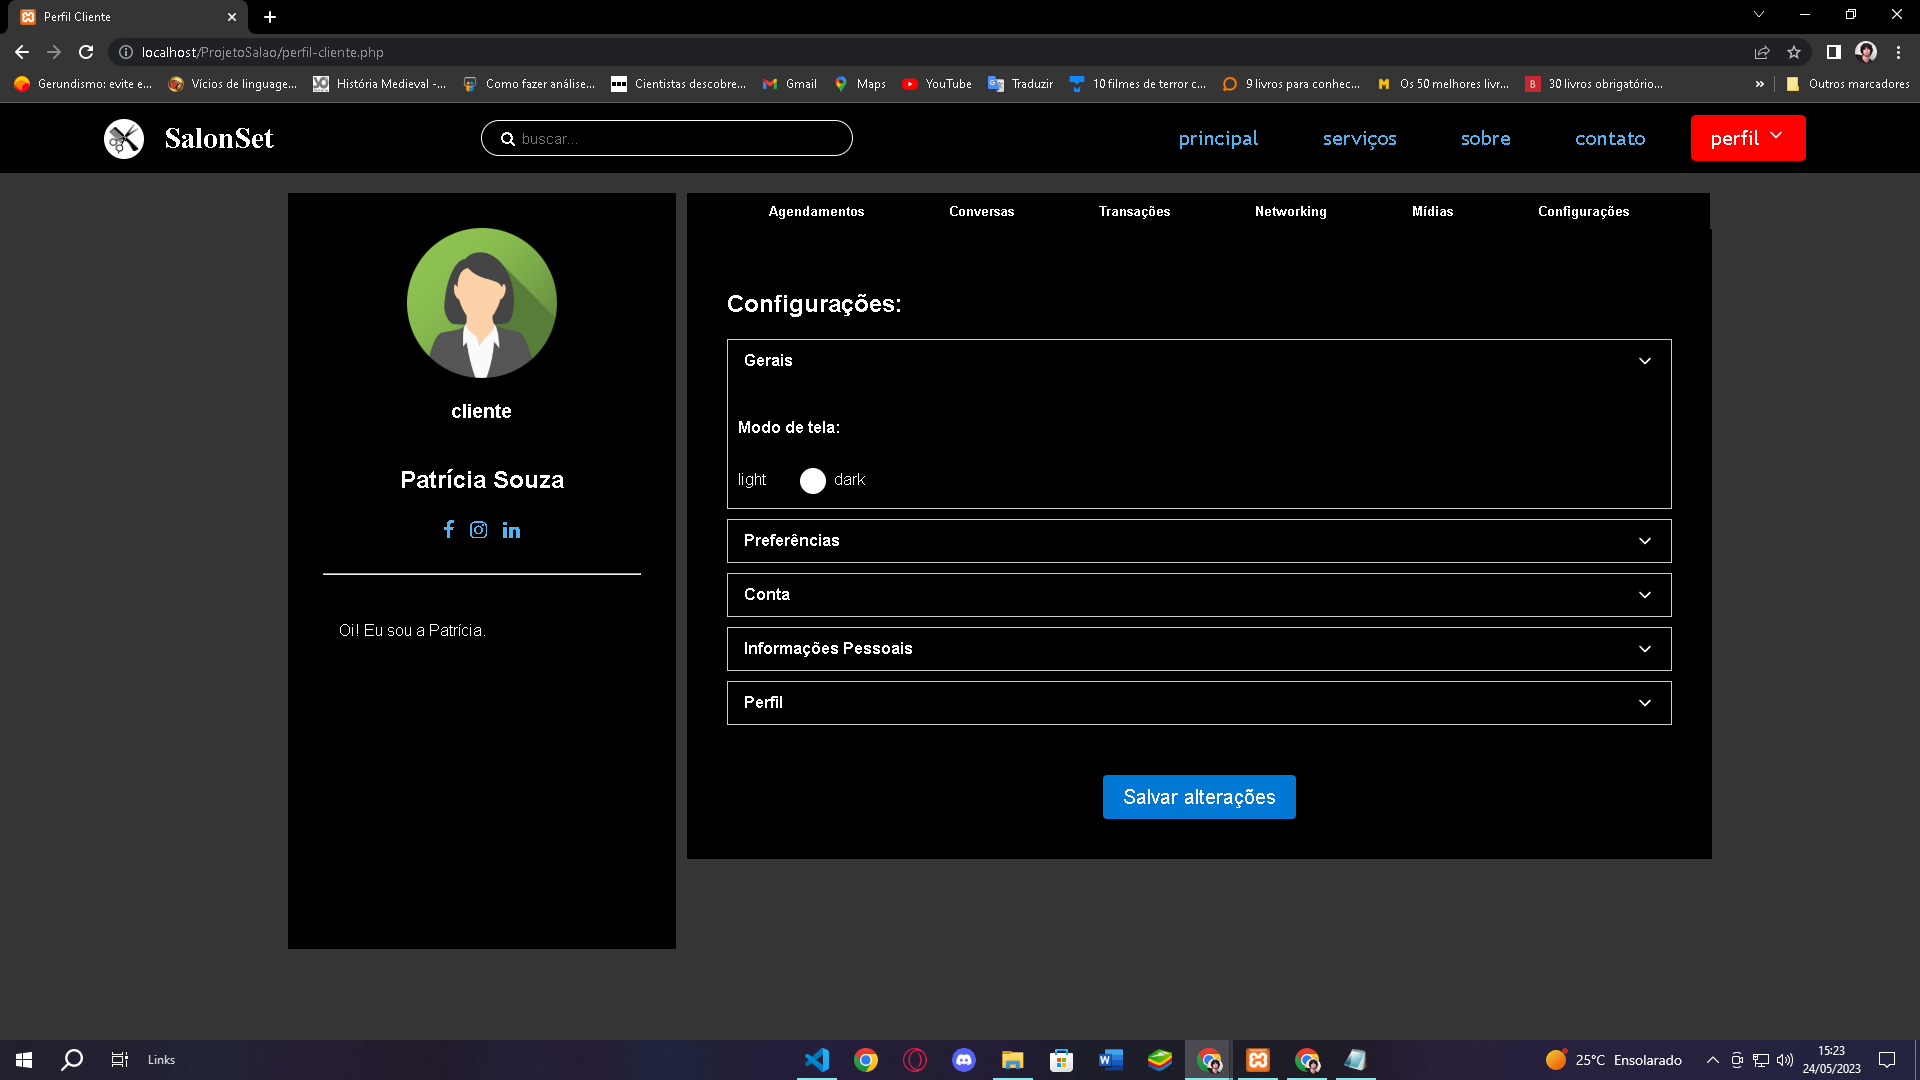 Perfil Cliente
localhost/ProjetoSalao/perfil-cliente.php
Gerundismo: evite e... Vícios de linguage... História Medieval -... Como fazer análise... Cientistas descobre... Gmail Maps YouTube Traduzir 10 filmes de terror c... 9 livros para conhec... Os 50 melhores livr... 30 livros obrigatório... » Outros marcadores
SalonSet buscar... principal serviços sobre contato perfil
Agendamentos Conversas Transações Networking Mídias Configurações
cliente
Patrícia Souza
Oi! Eu sou a Patrícia.
Configurações:
Gerais
Modo de tela:
light dark
Preferências
Conta
Informações Pessoais
Perfil
Salvar alterações
Links 25°C Ensolarado 15:23
24/05/2023